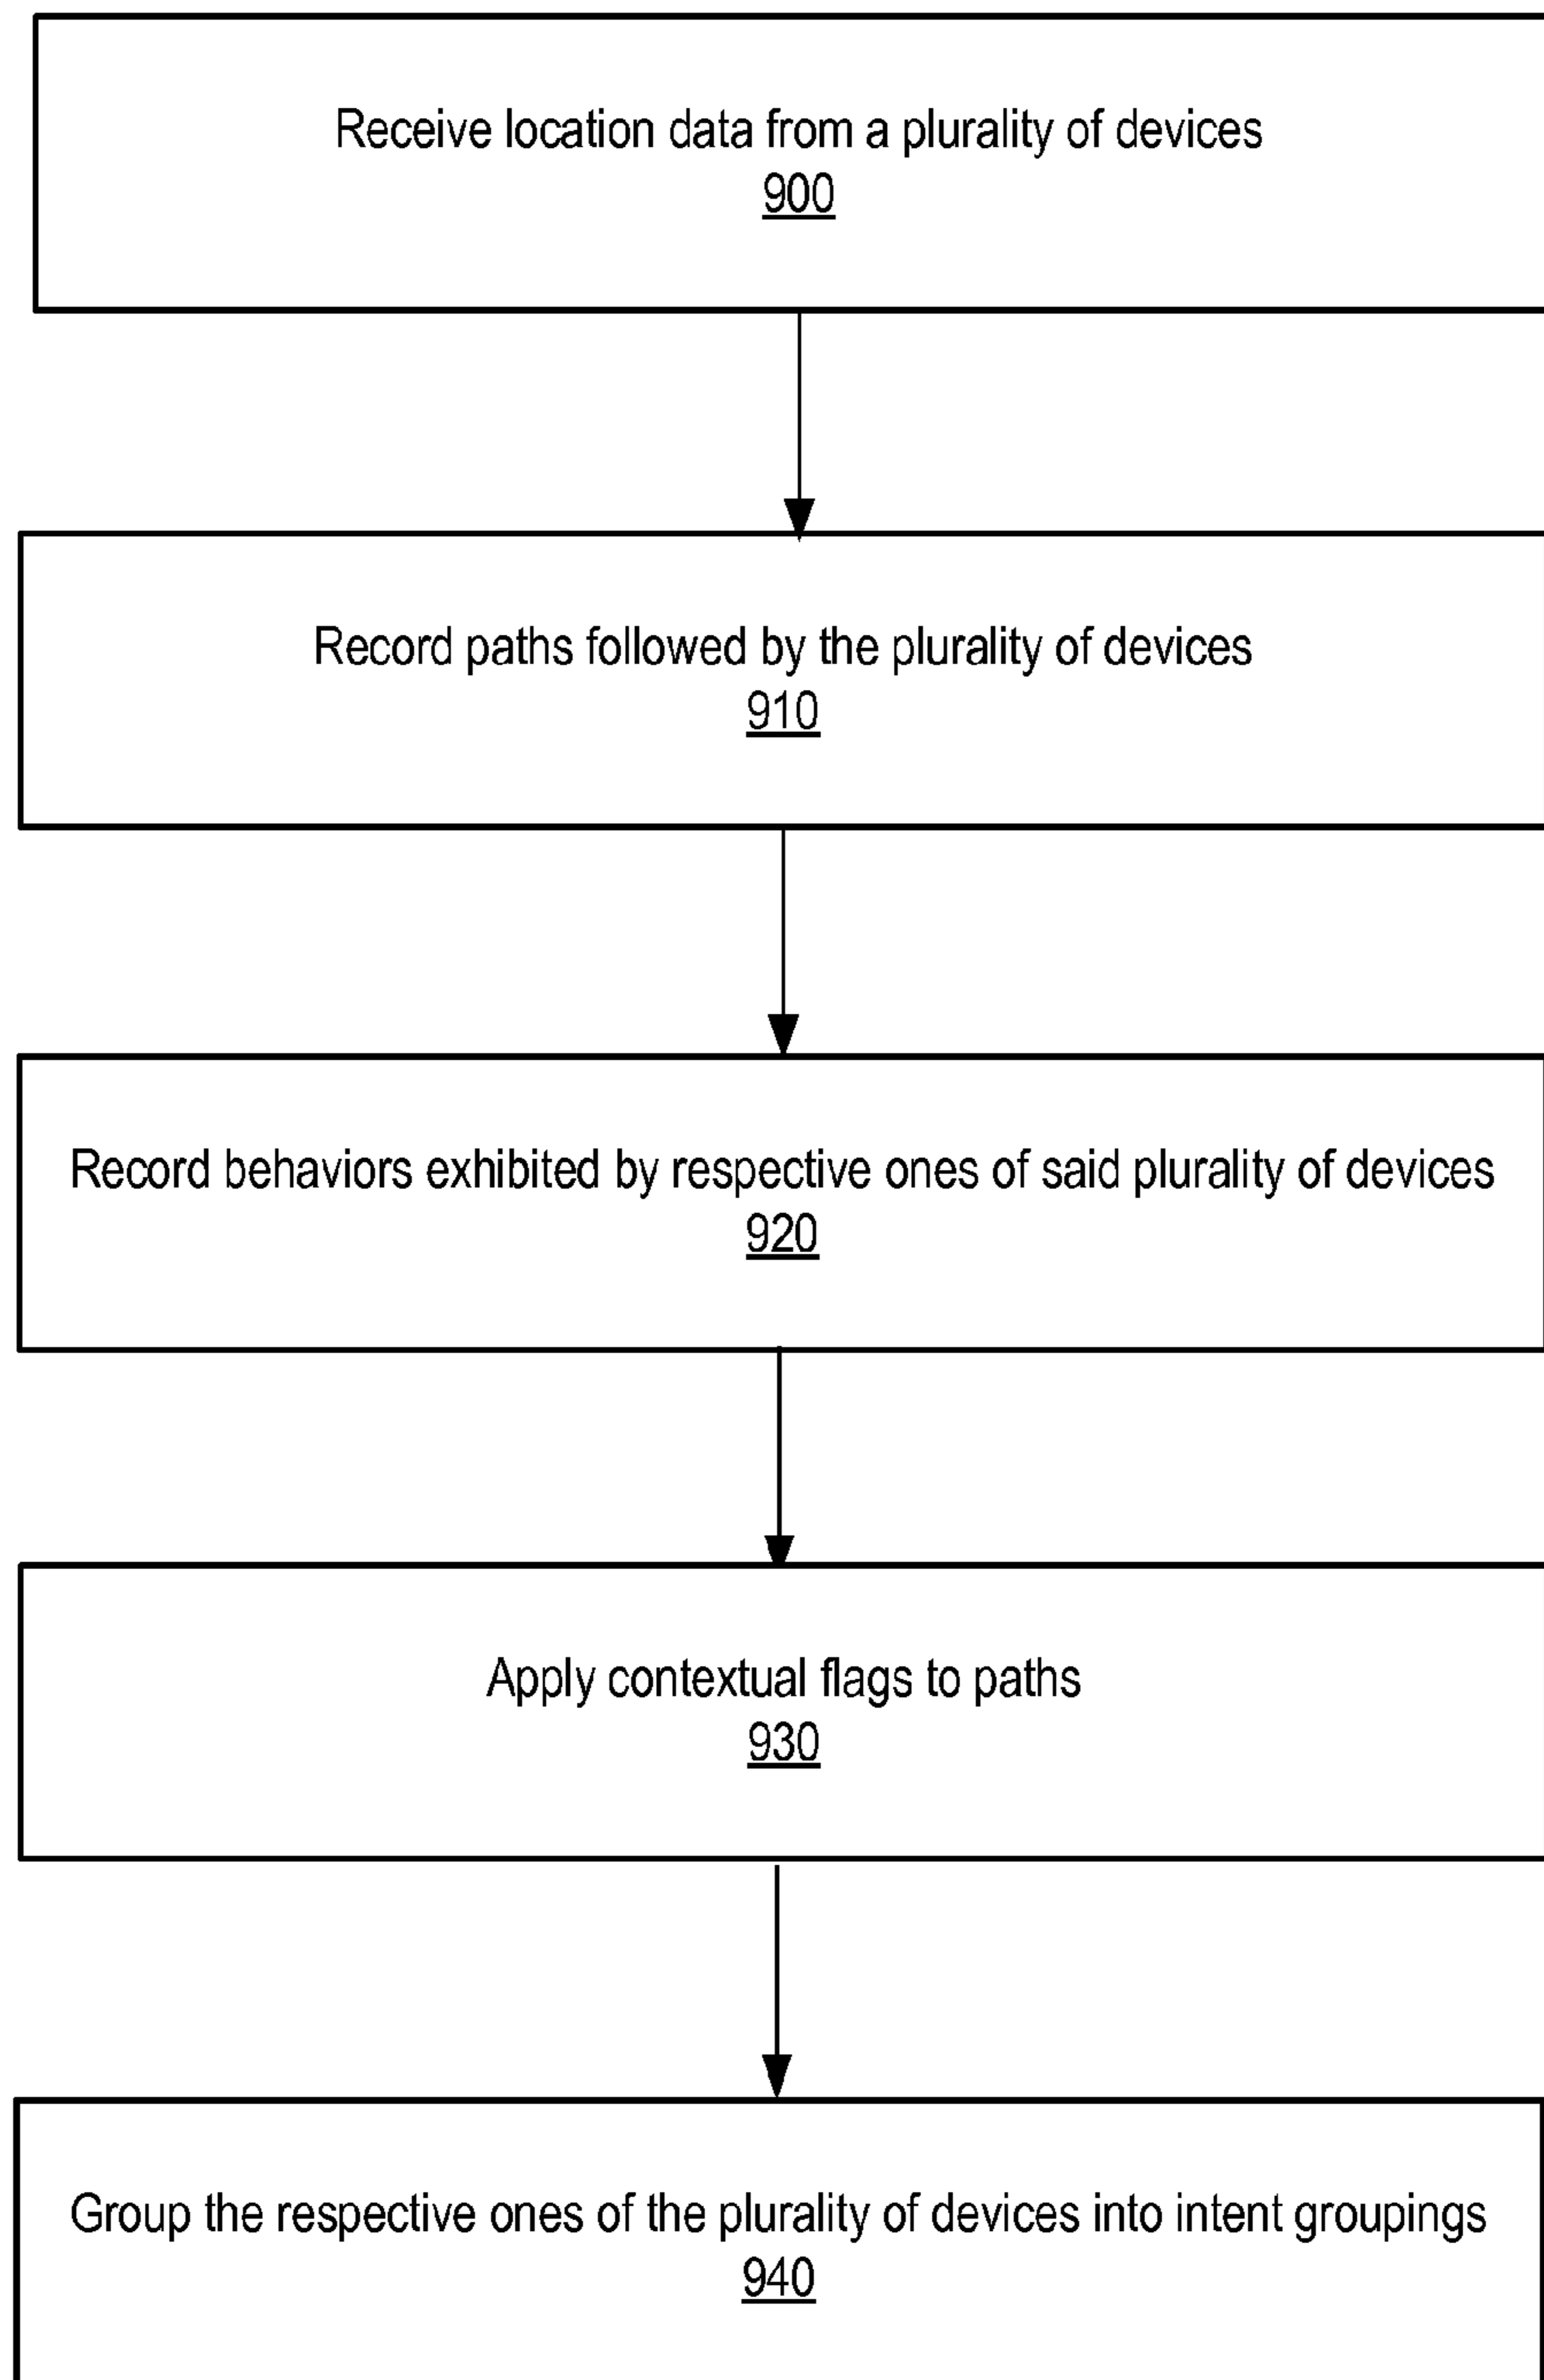 Receive location data from a plurality of devices
900
Record paths followed by the plurality of devices
910
Record behaviors exhibited by respective ones of said plurality of devices
920
Apply contextual flags to paths
930
Group the respective ones of the plurality of devices into intent groupings
940